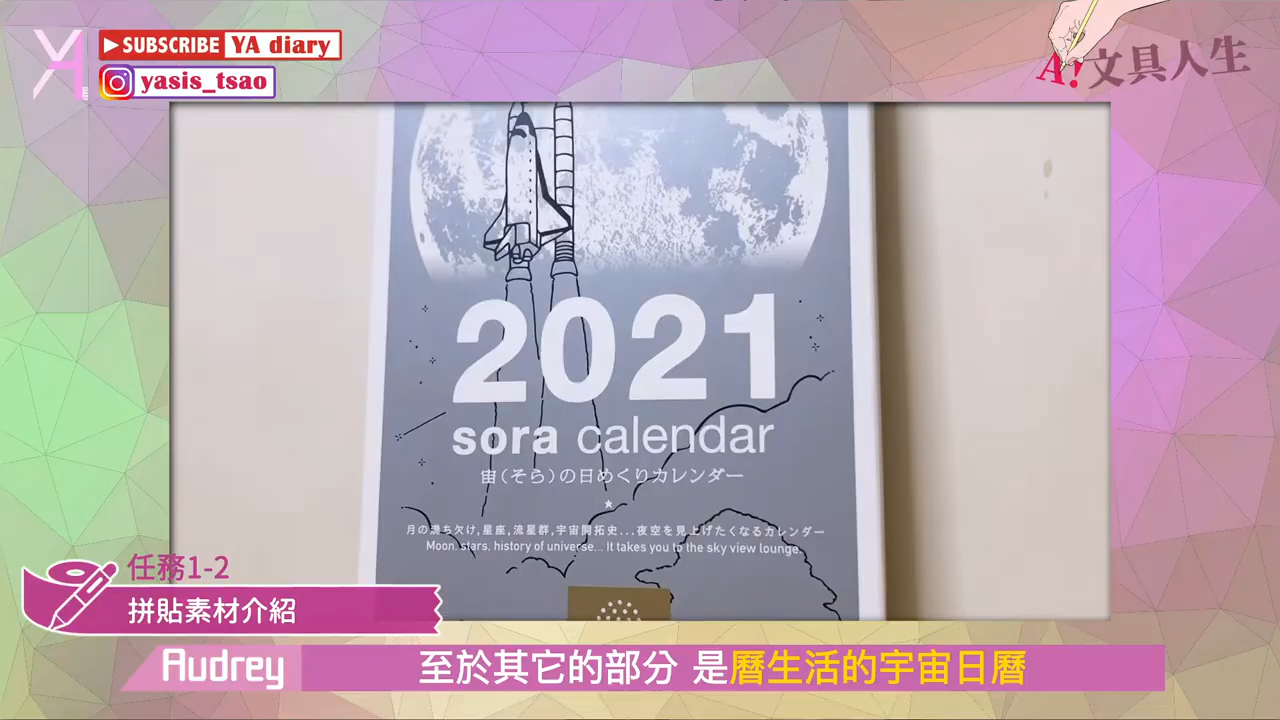 SUBSCRIBE YA diary
yasis_tsao
A!文具人生
2021
sora calendar
宙(そら)の日めくりカレンダー
月の満ち欠け,星座,流星群,宇宙開拓史...夜空を見上げたくなるカレンダー
Moon, stars, history of universe... It takes you to the sky view lounge.
任務1-2
拼貼素材介紹
Audrey
至於其它的部分 是曆生活的宇宙日曆